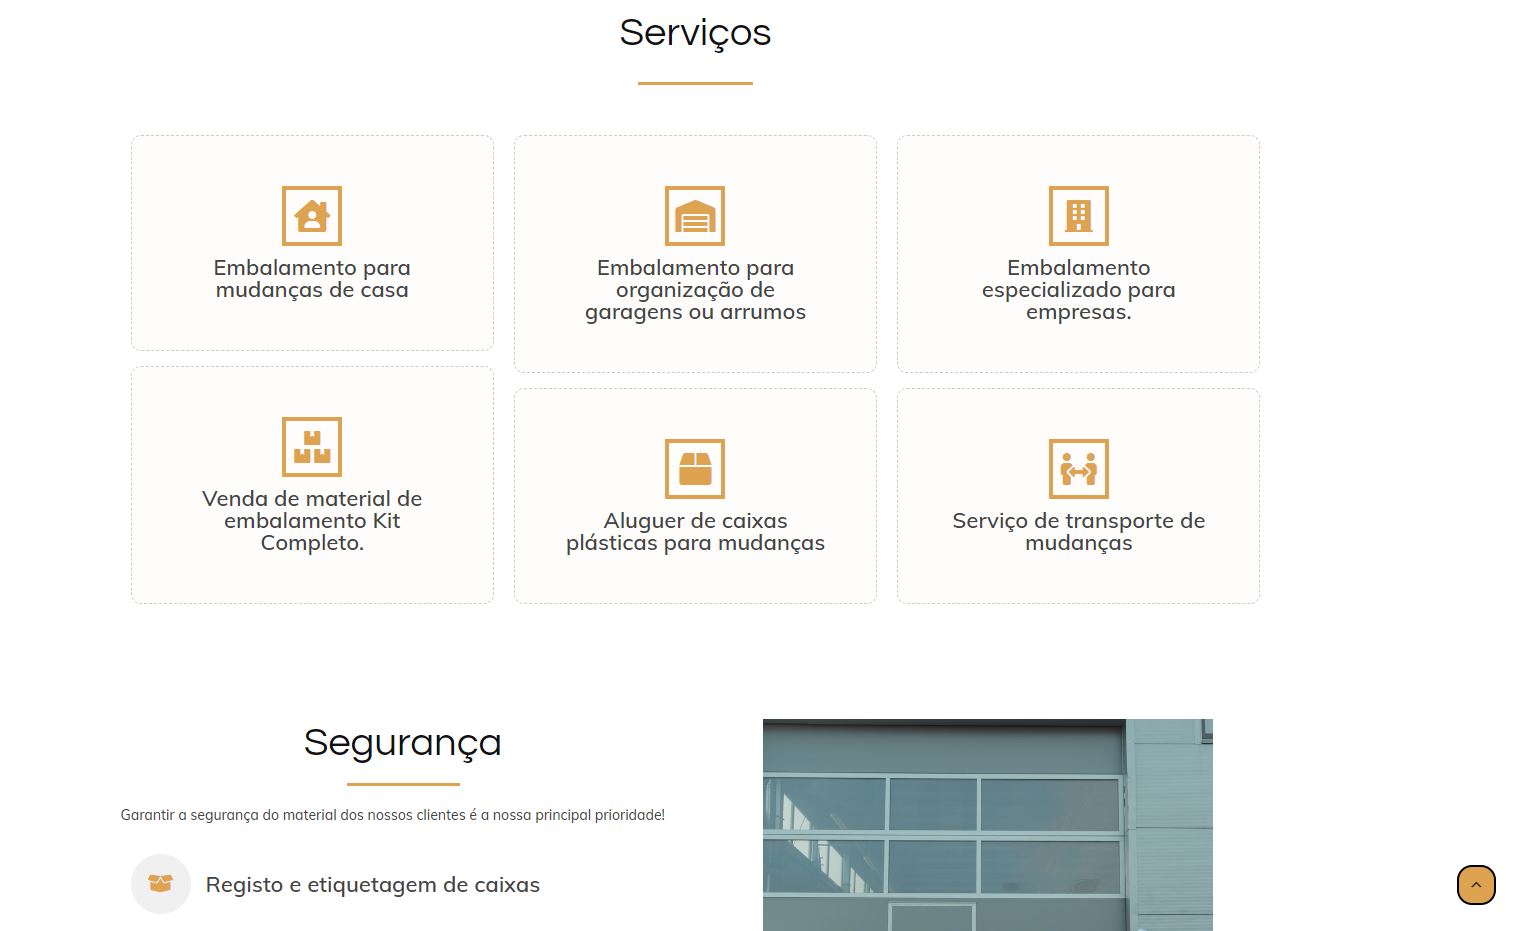 Serviços
Embalamento para
mudanças de casa
Embalamento para
organização de
garagens ou arrumos
Embalamento
especializado para
empresas.
Venda de material de
embalamento Kit
Completo.
Aluguer de caixas
plásticas para mudanças
Serviço de transporte de
mudanças
Segurança
Garantir a segurança do material dos nossos clientes é a nossa principal prioridade!
Registo e etiquetagem de caixas